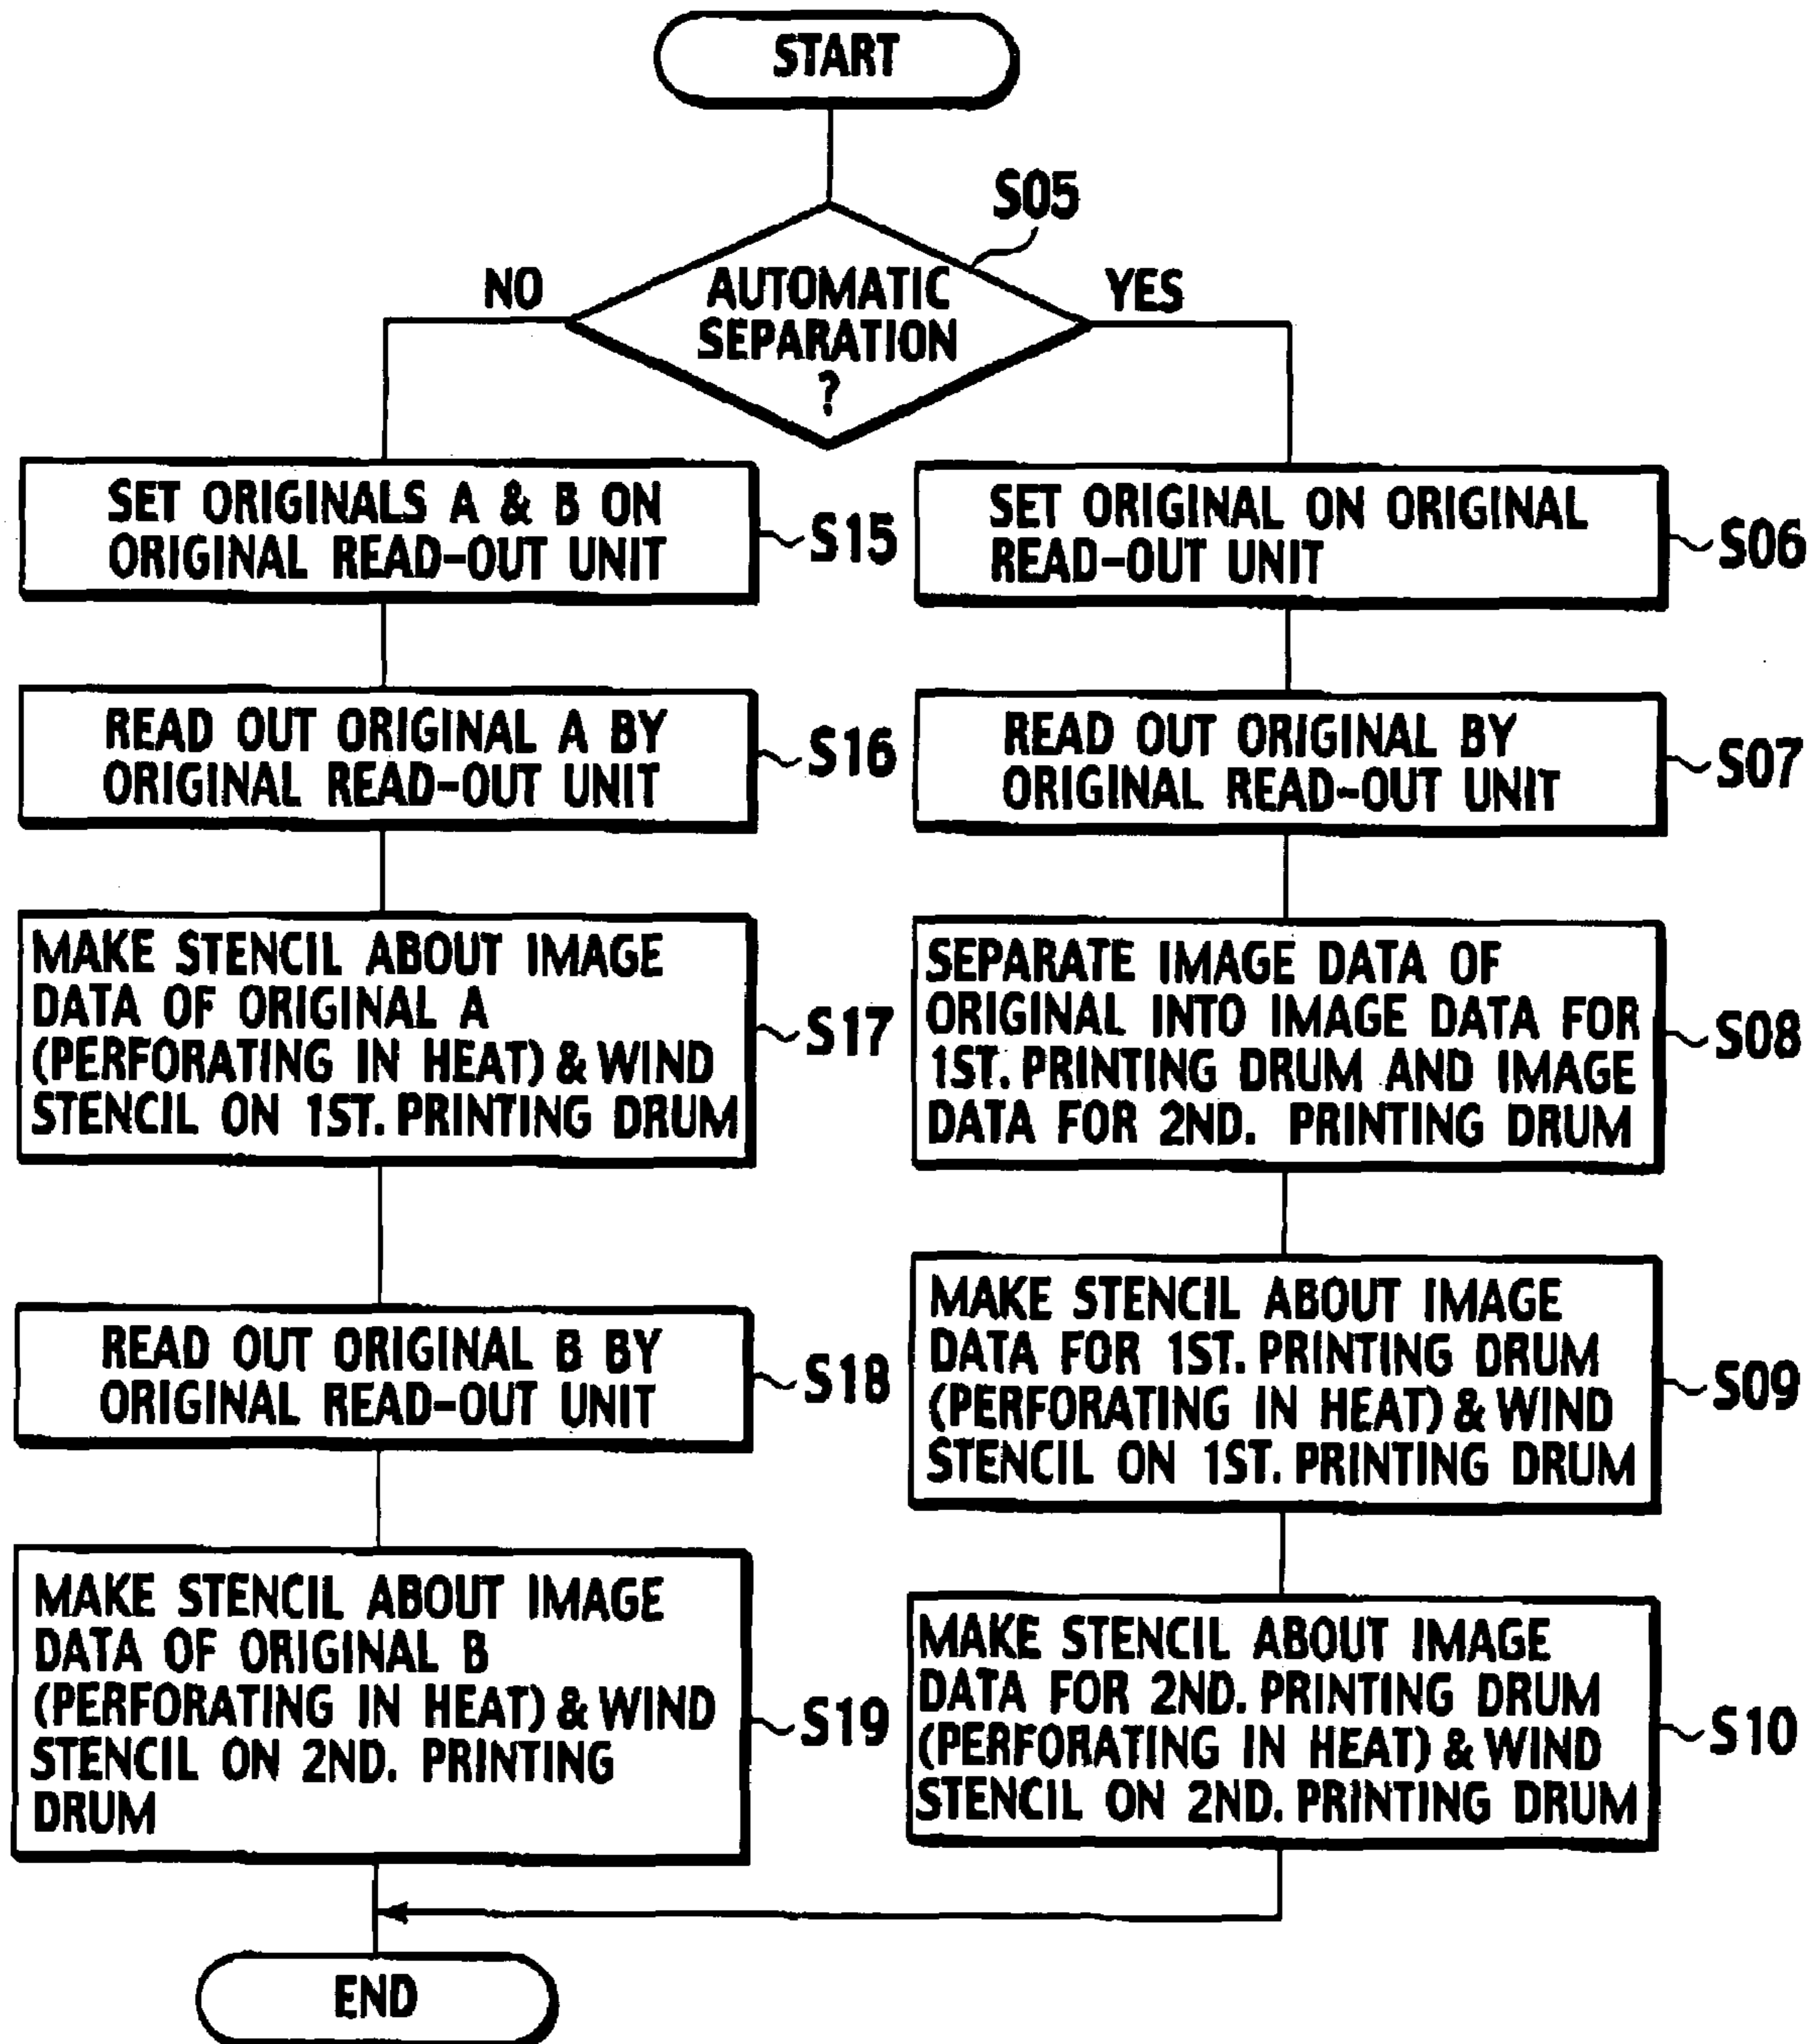 START
S05
NO
YES
AUTOMATIC
SEPARATION
?
SET ORIGINALS A & B ON
ORIGINAL READ-OUT UNIT
S15
READ OUT ORIGINAL A BY
ORIGINAL READ-OUT UNIT
S16
MAKE STENCIL ABOUT IMAGE
DATA OF ORIGINAL A
(PERFORATING IN HEAT) & WIND
STENCIL ON 1ST. PRINTING DRUM
S17
READ OUT ORIGINAL B BY
ORIGINAL READ-OUT UNIT
S18
MAKE STENCIL ABOUT IMAGE
DATA OF ORIGINAL B
(PERFORATING IN HEAT) & WIND
STENCIL ON 2ND. PRINTING
DRUM
S19
SET ORIGINAL ON ORIGINAL
READ-OUT UNIT
S06
READ OUT ORIGINAL BY
ORIGINAL READ-OUT UNIT
S07
SEPARATE IMAGE DATA OF
ORIGINAL INTO IMAGE DATA FOR
1ST. PRINTING DRUM AND IMAGE
DATA FOR 2ND. PRINTING DRUM
S08
MAKE STENCIL ABOUT IMAGE
DATA FOR 1ST. PRINTING DRUM
(PERFORATING IN HEAT) & WIND
STENCIL ON 1ST. PRINTING DRUM
S09
MAKE STENCIL ABOUT IMAGE
DATA FOR 2ND. PRINTING DRUM
(PERFORATING IN HEAT) & WIND
STENCIL ON 2ND. PRINTING DRUM
S10
END